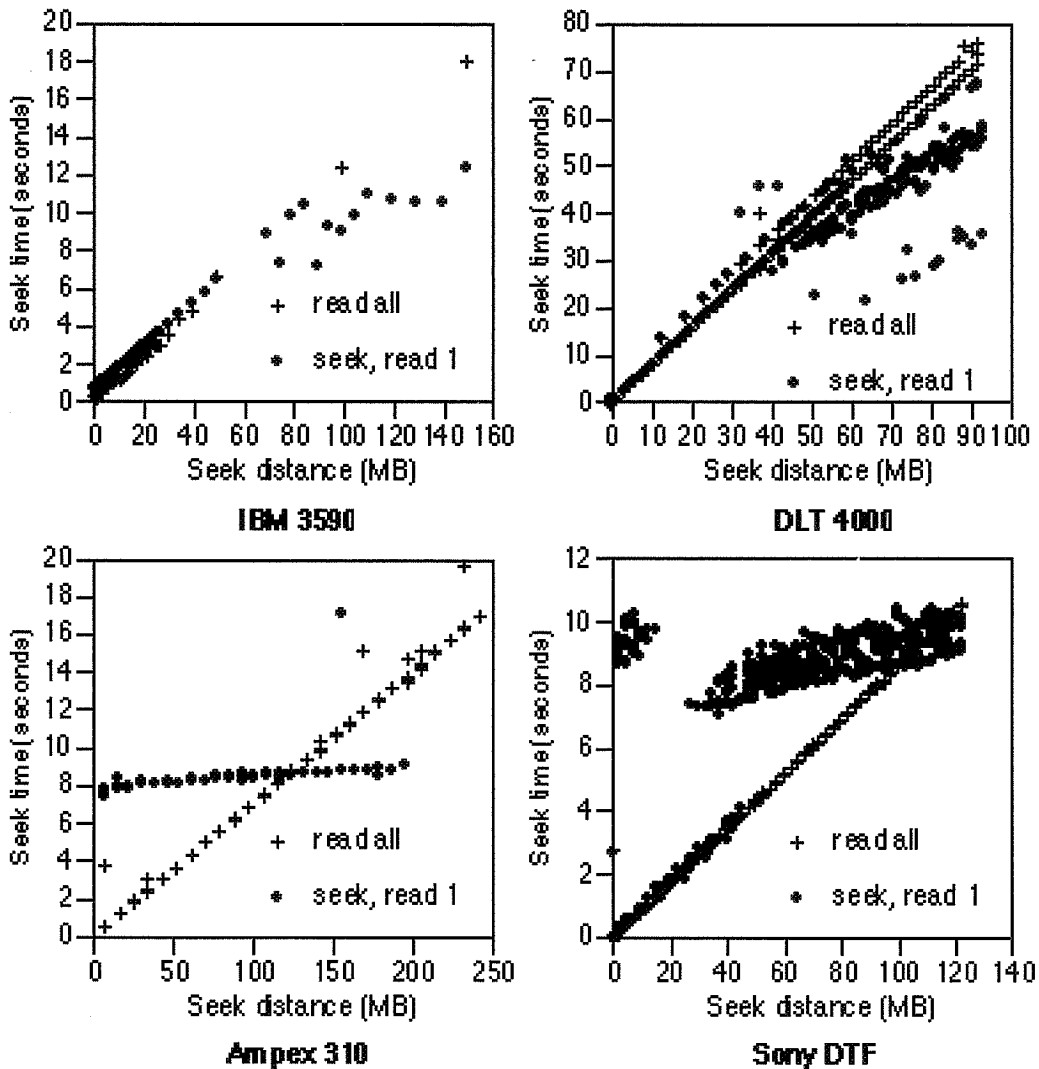 20
18
16
14
12
10
8
6
4
2
0
Seek time(seconds)
read all
seek, read 1
0 20 40 60 80 100 120 140 160
Seek distance (MB)
IBM 3590
80
70
60
50
40
30
20
10
0
Seek time(seconds)
read all
seek, read 1
0 10 20 30 40 50 60 70 80 90 100
Seek distance (MB)
DLT 4000
20
18
16
14
12
10
8
6
4
2
0
Seek time(seconds)
read all
seek, read 1
0 50 100 150 200 250
Seek distance (MB)
Ampex 310
12
10
8
6
4
2
0
Seek time(seconds)
read all
seek, read 1
0 20 40 60 80 100 120 140
Seek distance (MB)
Sony DTF